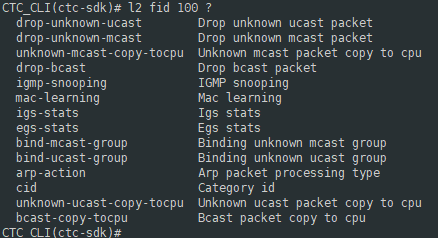 CTC_CLI(ctc-sdk)# l2 fid 100 ?
  drop-unknown-ucast        Drop unknown ucast packet
  drop-unknown-mcast        Drop unknown mcast packet
  unknown-mcast-copy-tocpu  Unknown mcast packet copy to cpu
  drop-bcast                Drop bcast packet
  igmp-snooping             IGMP snooping
  mac-learning              Mac learning
  igs-stats                 Igs stats
  egs-stats                 Egs stats
  bind-mcast-group          Binding unknown mcast group
  bind-ucast-group          Binding unknown ucast group
  arp-action                Arp packet processing type
  cid                       Category id
  unknown-ucast-copy-tocpu  Unknown ucast packet copy to cpu
  bcast-copy-tocpu          Bcast packet copy to cpu
CTC_CLI(ctc-sdk)#